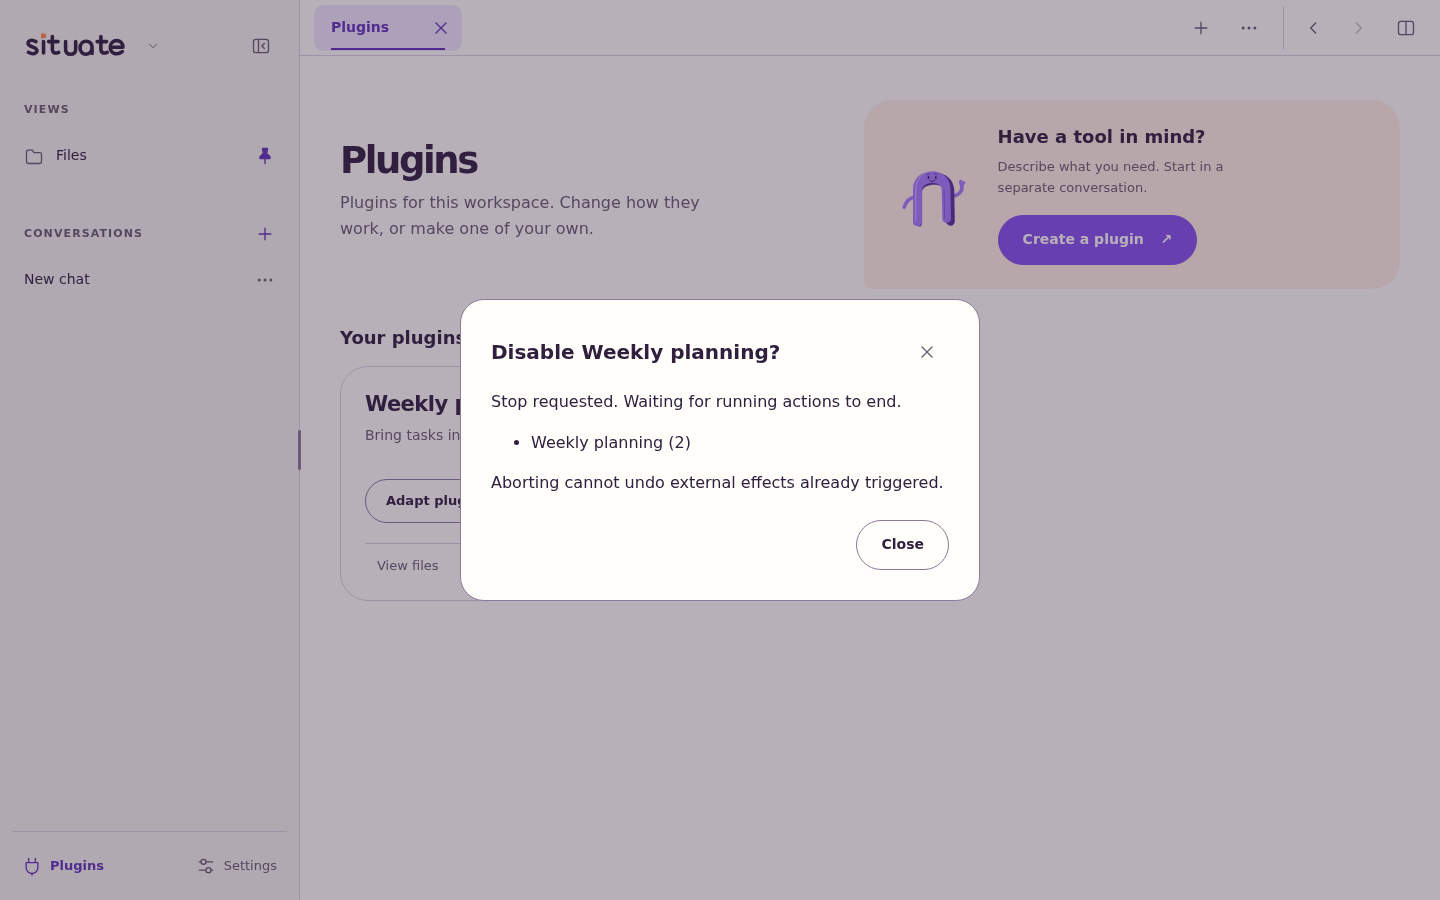 situate
VIEWS
Files
CONVERSATIONS
New chat
Plugins
Settings
Plugins
Plugins
Plugins for this workspace. Change how they
work, or make one of your own.
Have a tool in mind?
Describe what you need. Start in a
separate conversation.
Create a plugin ↗
Your plugins
Weekly
Bring tasks in
Adapt plug
View files
Disable Weekly planning?
Stop requested. Waiting for running actions to end.
• Weekly planning (2)
Aborting cannot undo external effects already triggered.
Close